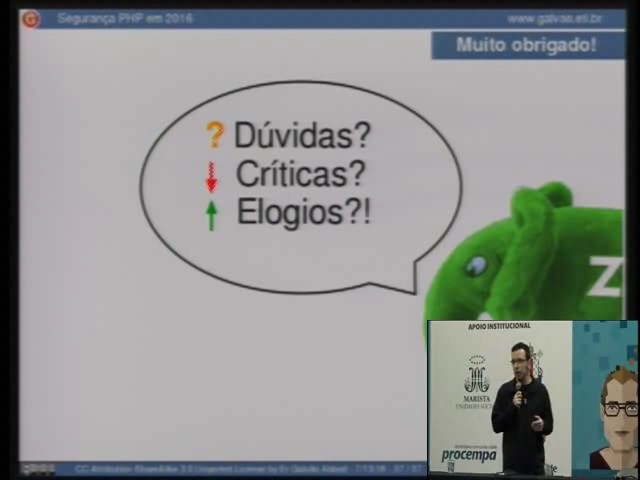 Segurança PHP em 2016
www.galvao.eti.br
Muito obrigado!
? Dúvidas?
Críticas?
Elogios?!
Z
APOIO INSTITUCIONAL
MARISTA
procempa